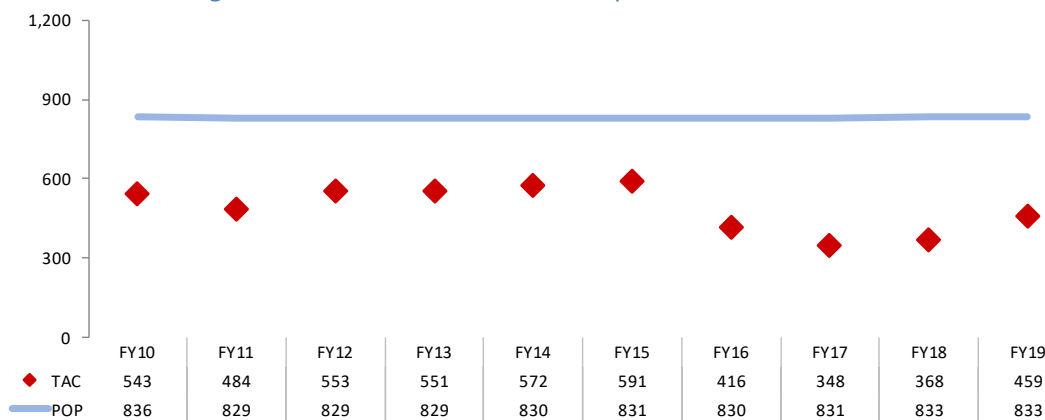 1,200
900
600
300
0
FY10 FY11 FY12 FY13 FY14 FY15 FY16 FY17 FY18 FY19
TAC 543 484 553 551 572 591 416 348 368 459
POP 836 829 829 829 830 831 830 831 833 833